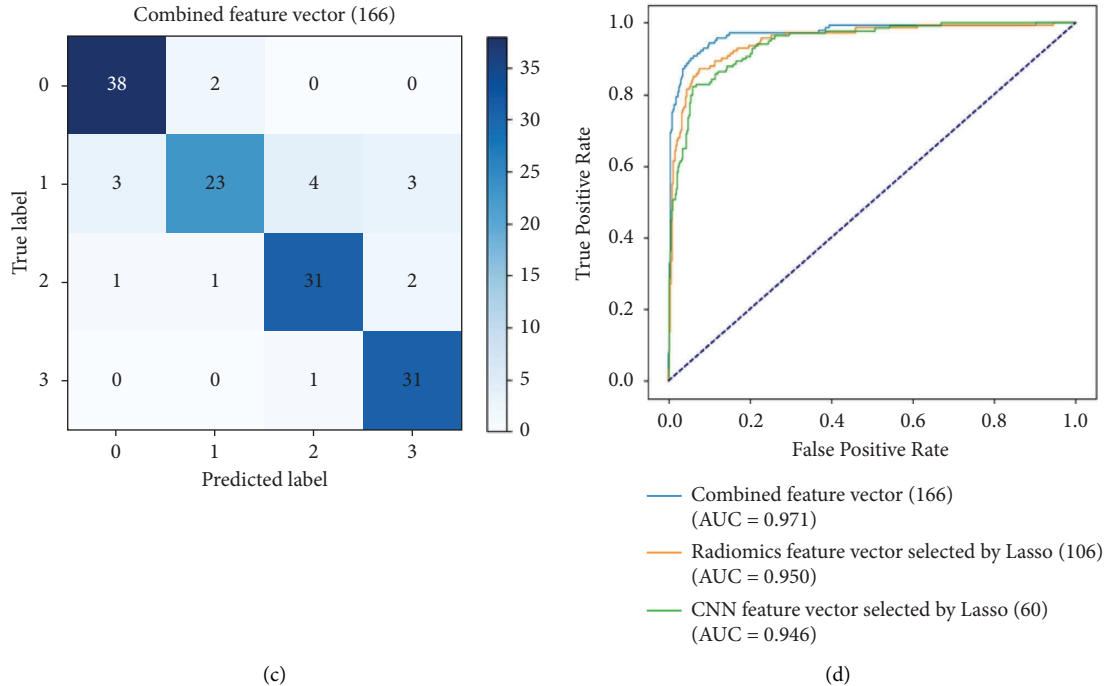 Combined feature vector (166)
True label
0
1
2
3
38 2 0 0
3 23 4 3
1 1 31 2
0 0 1 31
0 1 2 3
Predicted label
35
30
25
20
15
10
5
0
(c)
True Positive Rate
1.0
0.8
0.6
0.4
0.2
0.0
0.0 0.2 0.4 0.6 0.8 1.0
False Positive Rate
Combined feature vector (166)
(AUC = 0.971)
Radiomics feature vector selected by Lasso (106)
(AUC = 0.950)
CNN feature vector selected by Lasso (60)
(AUC = 0.946)
(d)